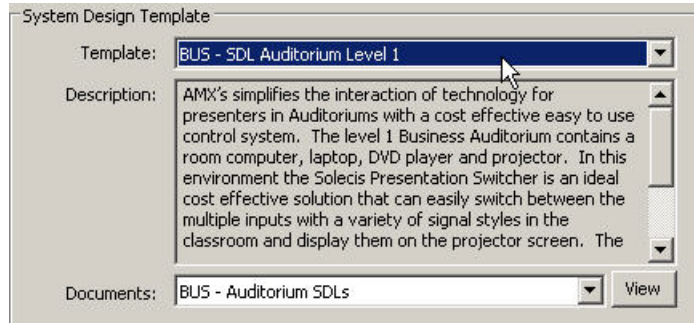 System Design Template
Template: BUS - SDL Auditorium Level 1
Description: AMX's simplifies the interaction of technology for
presenters in Auditoriums with a cost effective easy to use
control system. The level 1 Business Auditorium contains a
room computer, laptop, DVD player and projector. In this
environment the Solecis Presentation Switcher is an ideal
cost effective solution that can easily switch between the
multiple inputs with a variety of signal styles in the
classroom and display them on the projector screen. The
Documents: BUS - Auditorium SDLs View